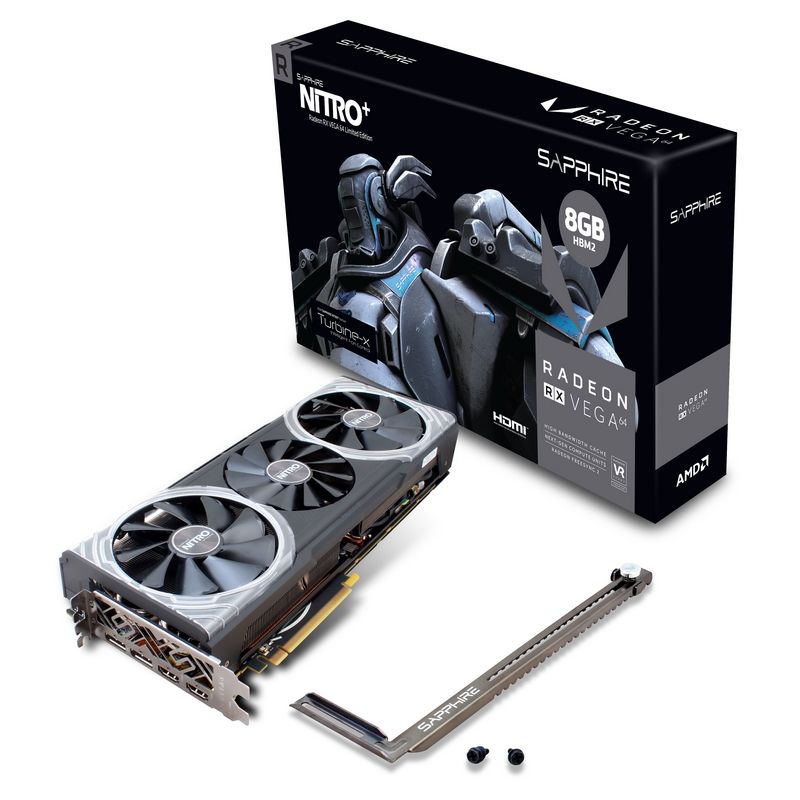 R
R
SAPPHIRE
SAPPHIRE
NITRO+
Radeon RX VEGA 64 Limited Edition
RADEON
RX VEGA 64
SAPPHIRE
8GB
HBM2
SAPPHIRE
SAPPHIRE
Turbine-X
RADEON
RX VEGA 64
HDMI
HIGH BANDWIDTH CACHE
NEXT-GEN COMPUTE UNITS
RADEON FREESYNC 2
VR
RADEON
VEGA 64
AMD
NITRO
NITRO
NITRO
SAPPHIRE